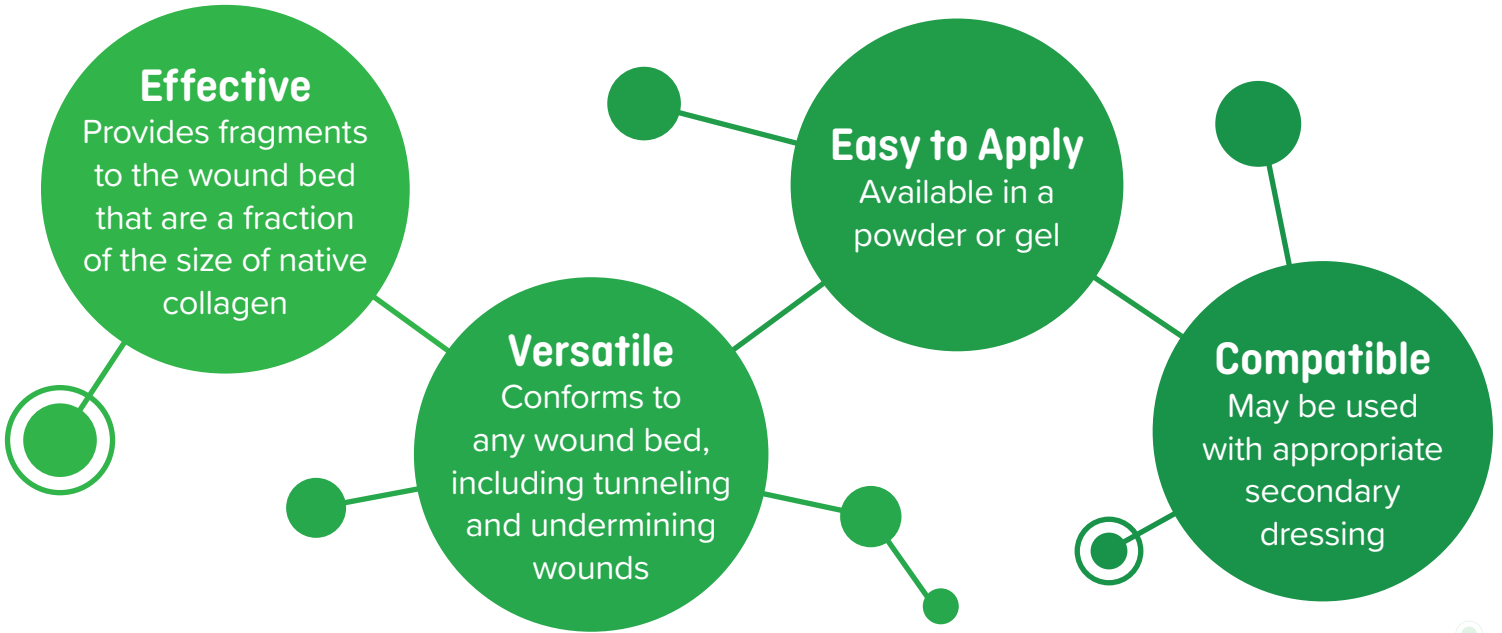 Effective
Provides fragments
to the wound bed
that are a fraction
of the size of native
collagen
Versatile
Conforms to
any wound bed,
including tunneling
and undermining
wounds
Easy to Apply
Available in a
powder or gel
Compatible
May be used
with appropriate
secondary
dressing